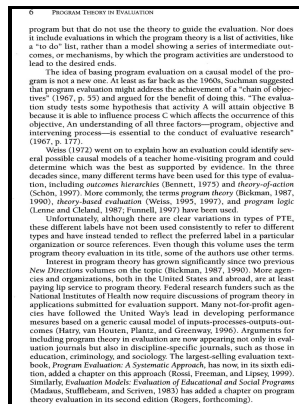 6 PROGRAM THEORY IN EVALUATION
program but that do not use the theory to guide the evaluation. Nor does
it include evaluations in which the program theory is a list of activities, like
a "to do" list, rather than a model showing a series of intermediate out-
comes, or mechanisms, by which the program activities are understood to
lead to the desired ends.
The idea of basing program evaluation on a causal model of the pro-
gram is not a new one. At least as far back as the 1960s, Suchman suggested
that program evaluation might address the achievement of a "chain of objec-
tives" (1967, p. 55) and argued for the benefit of doing this. "The evalua-
tion study tests some hypothesis that activity A will attain objective B
because it is able to influence process C which affects the occurrence of this
objective. An understanding of all three factors—program, objective and
intervening process—is essential to the conduct of evaluative research"
(1967, p. 177).
Weiss (1972) went on to explain how an evaluation could identify sev-
eral possible causal models of a teacher home-visiting program and could
determine which was the best as supported by evidence. In the three
decades since, many different terms have been used for this type of evalua-
tion, including outcomes hierarchies (Bennett, 1975) and theory-of-action
(Schön, 1997). More commonly, the terms program theory (Bickman, 1987,
1990), theory-based evaluation (Weiss, 1995, 1997), and program logic
(Lenne and Cleland, 1987; Funnell, 1997) have been used.
Unfortunately, although there are clear variations in types of PTE,
these different labels have not been used consistently to refer to different
types and have instead tended to reflect the preferred label in a particular
organization or source references. Even though this volume uses the term
program theory evaluation in its title, some of the authors use other terms.
Interest in program theory has grown significantly since two previous
New Directions volumes on the topic (Bickman, 1987, 1990). More agen-
cies and organizations, both in the United States and abroad, are at least
paying lip service to program theory. Federal research funders such as the
National Institutes of Health now require discussions of program theory in
applications submitted for evaluation support. Many not-for-profit agen-
cies have followed the United Way's lead in developing performance
mesures based on a generic causal model of inputs-processes-outputs-out-
comes (Hatry, van Houten, Plantz, and Greenway, 1996). Arguments for
including program theory in evaluation are now appearing not only in eval-
uation journals but also in discipline-specific journals, such as those in
education, criminology, and sociology. The largest-selling evaluation text-
book, Program Evaluation: A Systematic Approach, has now, in its sixth edi-
tion, added a chapter on this approach (Rossi, Freeman, and Lipsey, 1999).
Similarly, Evaluation Models: Evaluation of Educational and Social Programs
(Madaus, Stufflebeam, and Scriven, 1983) has added a chapter on program
theory evaluation in its second edition (Rogers, forthcoming).